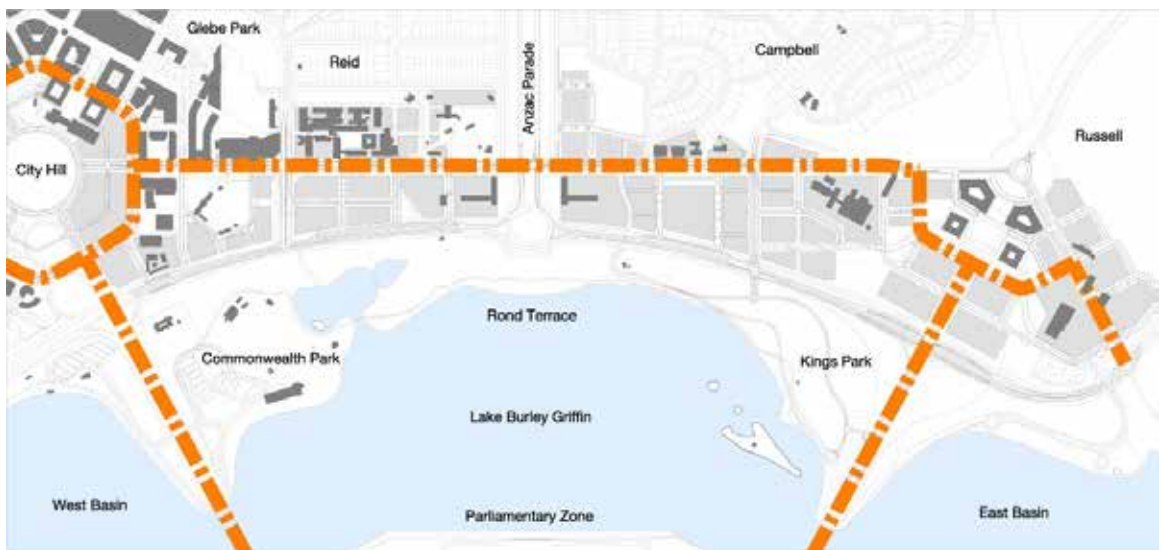 Glebe Park
Reid
Anzac Parade
Campbell
Russell
City Hill
Rond Terrace
Commonwealth Park
Kings Park
Lake Burley Griffin
West Basin
Parliamentary Zone
East Basin